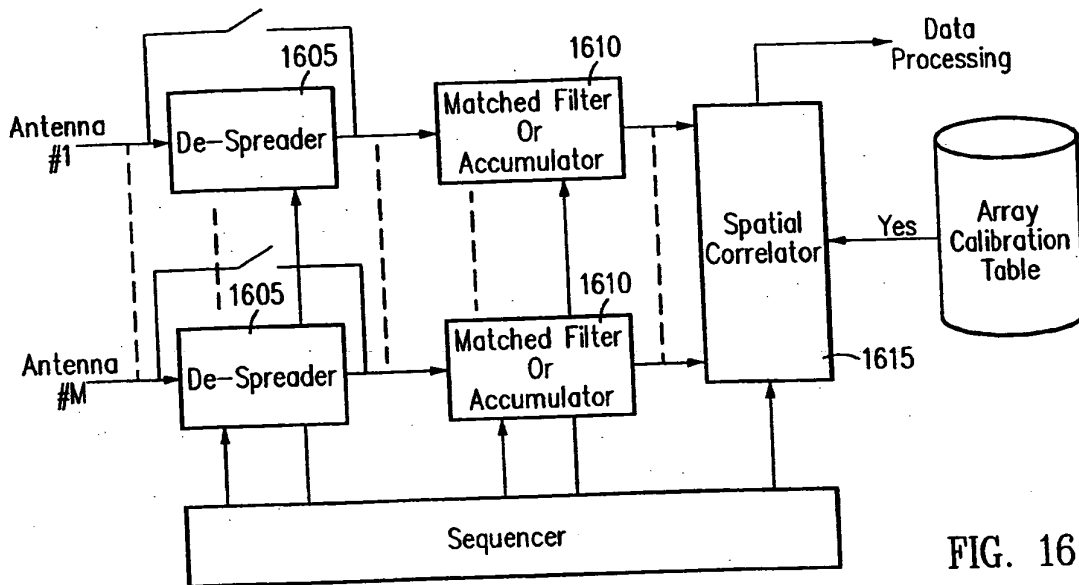 Data
Processing
1605
1610
Antenna
#1
De-Spreader
Matched Filter
Or
Accumulator
Spatial
Correlator
Yes
Array
Calibration
Table
1605
1610
Antenna
#M
De-Spreader
Matched Filter
Or
Accumulator
1615
Sequencer
FIG. 16